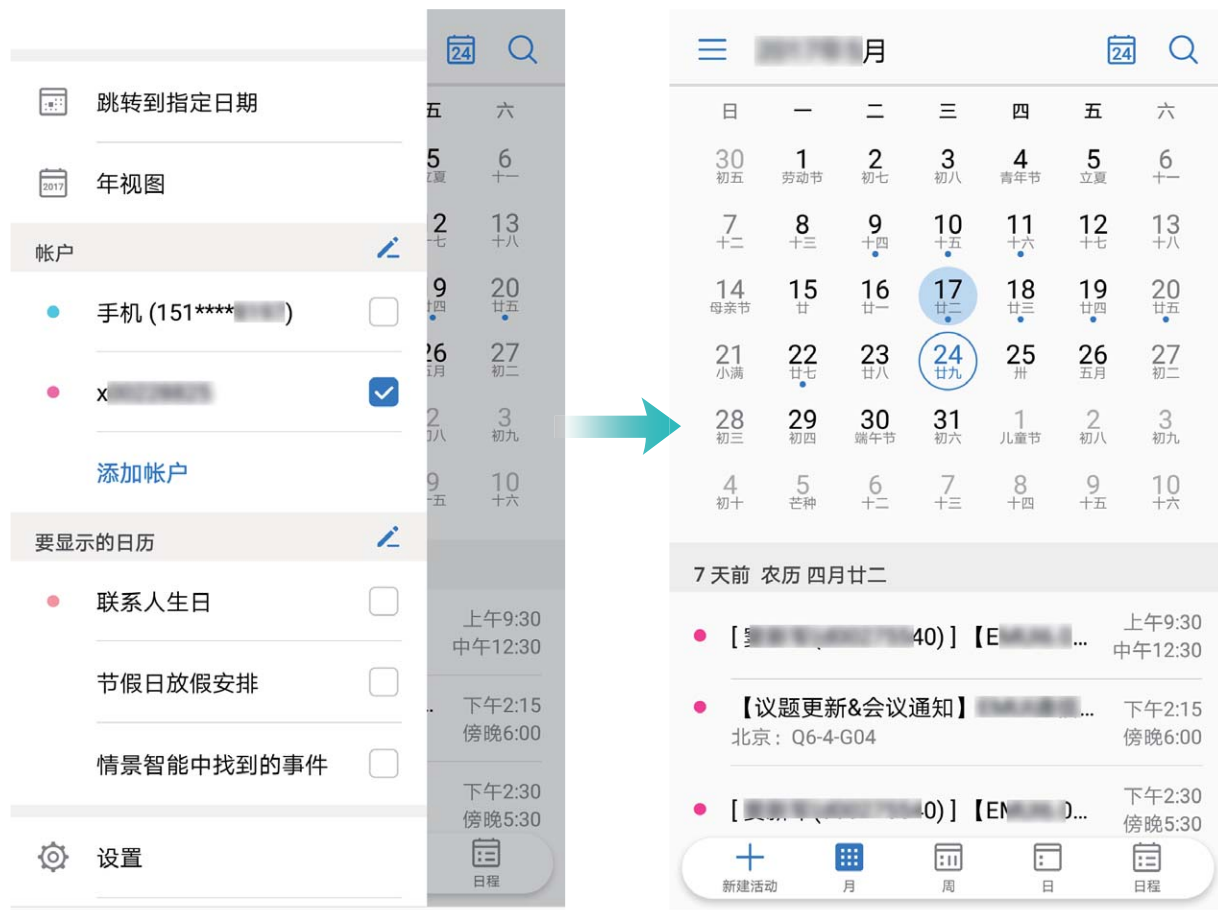 跳转到指定日期
2017
年视图
帐户
手机 (151****)
x
添加帐户
要显示的日历
联系人生日
节假日放假安排
情景智能中找到的事件
设置
24
五 六
5 6
立夏 十一
12 13
十七 十八
19 20
廿四 廿五
26 27
五月 初二
2 3
初八 初九
9 10
十五 十六
上午9:30
中午12:30
... 下午2:15
傍晚6:00
下午2:30
傍晚5:30
日程
月
24
日 一 二 三 四 五 六
30 1 2 3 4 5 6
初五 劳动节 初七 初八 青年节 立夏 十一
7 8 9 10 11 12 13
十二 十三 十四 十五 十六 十七 十八
14 15 16 17 18 19 20
母亲节 廿 廿一 廿二 廿三 廿四 廿五
21 22 23 24 25 26 27
小满 廿七 廿八 廿九 卅 五月 初二
28 29 30 31 1 2 3
初三 初四 端午节 初六 儿童节 初八 初九
4 5 6 7 8 9 10
初十 芒种 十二 十三 十四 十五 十六
7 天前 农历 四月廿二
[ 40) ] 【E ... 上午9:30
中午12:30
【议题更新&会议通知】 ... 下午2:15
北京：Q6-4-G04 傍晚6:00
[ 0) ] 【E ... 下午2:30
傍晚5:30
新建活动 月 周 日 日程